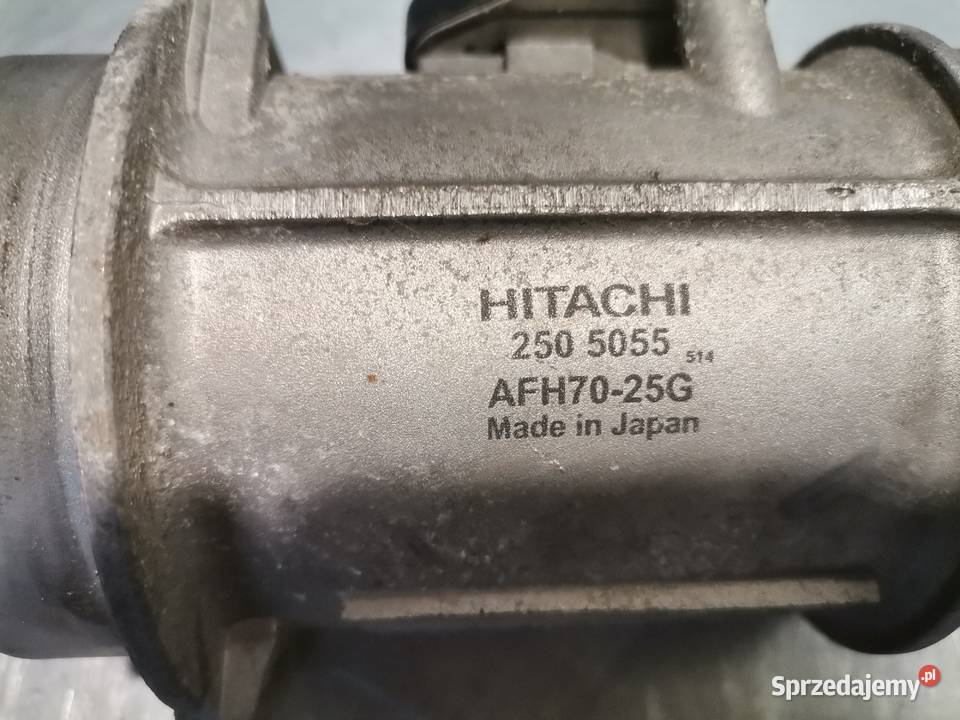 HITACHI
250 5055 514
AFH70-25G
Made in Japan
Sprzedajemy.pl